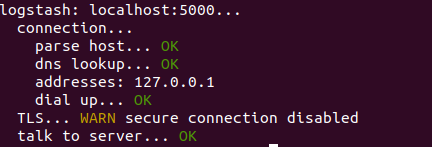 logstash: localhost:5000...
  connection...
    parse host... OK
    dns lookup... OK
    addresses: 127.0.0.1
    dial up... OK
  TLS... WARN secure connection disabled
  talk to server... OK